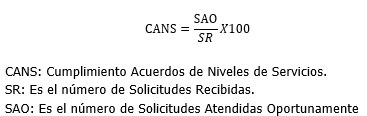 CANS = SAO/SR X100
CANS: Cumplimiento Acuerdos de Niveles de Servicios.
SR: Es el número de Solicitudes Recibidas.
SAO: Es el número de Solicitudes Atendidas Oportunamente